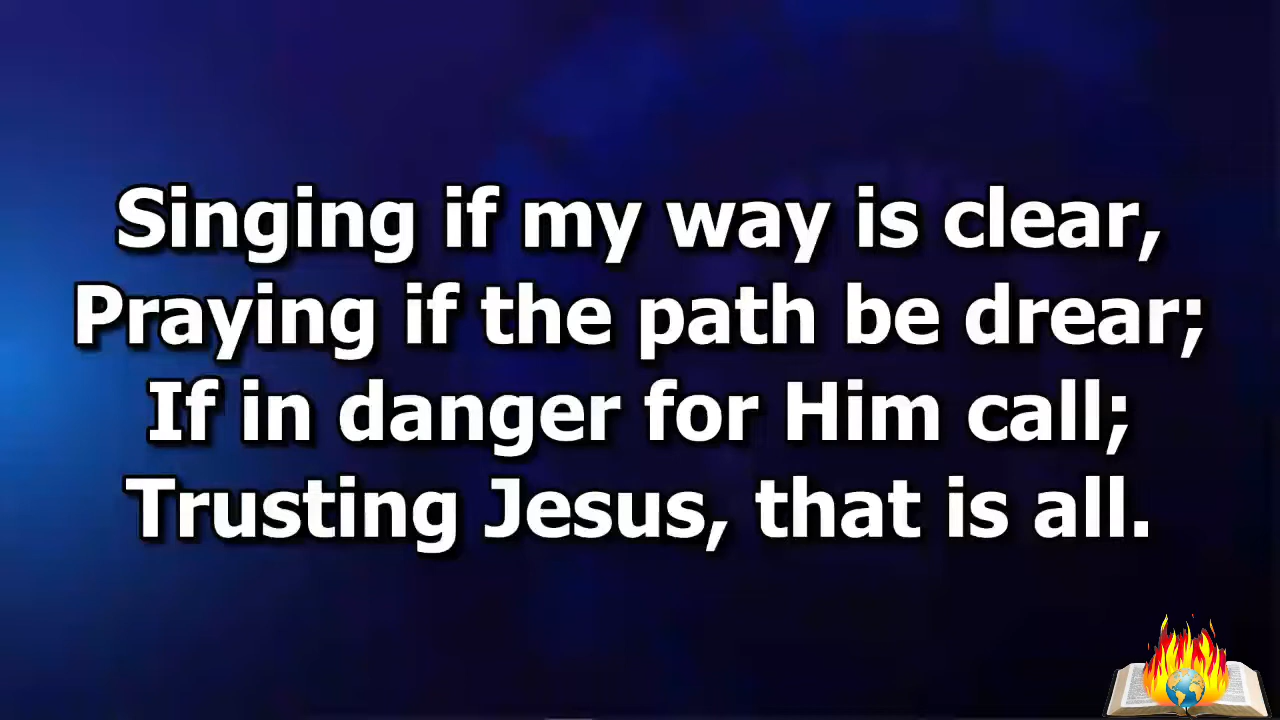 Singing if my way is clear,
Praying if the path be drear;
If in danger for Him call;
Trusting Jesus, that is all.